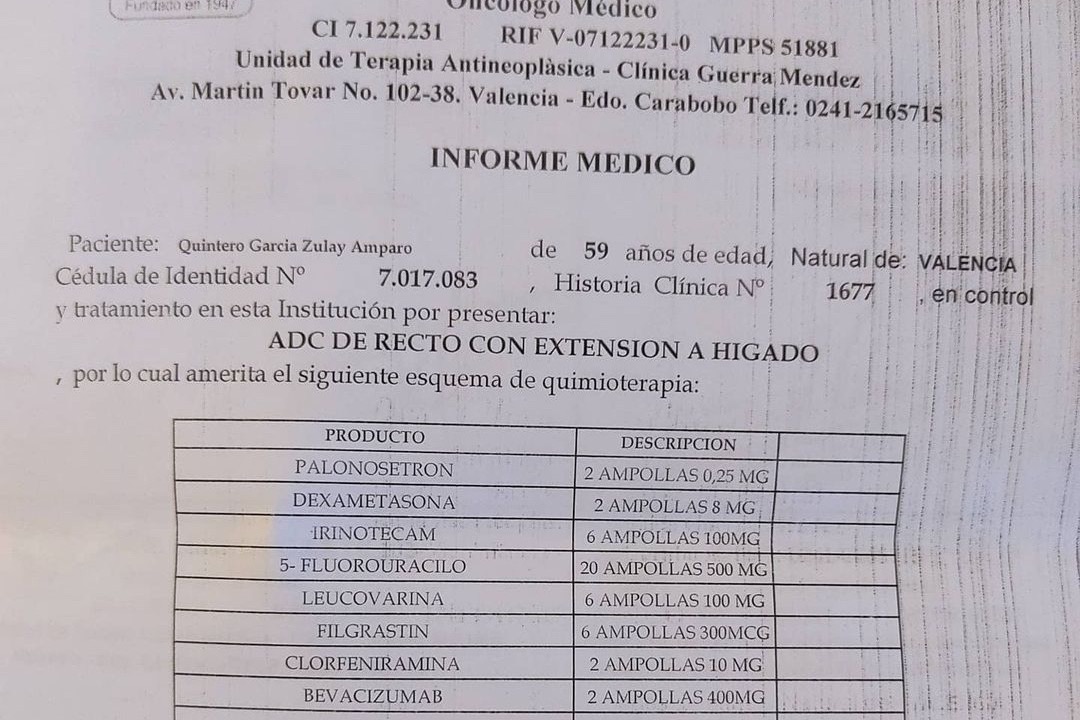 Fundado en 1947
Oncólogo Médico
CI 7.122.231 RIF V-07122231-0 MPPS 51881
Unidad de Terapia Antineoplàsica - Clínica Guerra Mendez
Av. Martin Tovar No. 102-38. Valencia - Edo. Carabobo Telf.: 0241-2165715
INFORME MEDICO
Paciente: Quintero Garcia Zulay Amparo de 59 años de edad, Natural de: VALENCIA
Cédula de Identidad Nº 7.017.083 , Historia Clínica Nº 1677 , en control
y tratamiento en esta Institución por presentar:
ADC DE RECTO CON EXTENSION A HIGADO
, por lo cual amerita el siguiente esquema de quimioterapia:
PRODUCTO DESCRIPCION
PALONOSETRON 2 AMPOLLAS 0,25 MG
DEXAMETASONA 2 AMPOLLAS 8 MG
IRINOTECAM 6 AMPOLLAS 100MG
5- FLUOROURACILO 20 AMPOLLAS 500 MG
LEUCOVARINA 6 AMPOLLAS 100 MG
FILGRASTIN 6 AMPOLLAS 300MCG
CLORFENIRAMINA 2 AMPOLLAS 10 MG
BEVACIZUMAB 2 AMPOLLAS 400MG